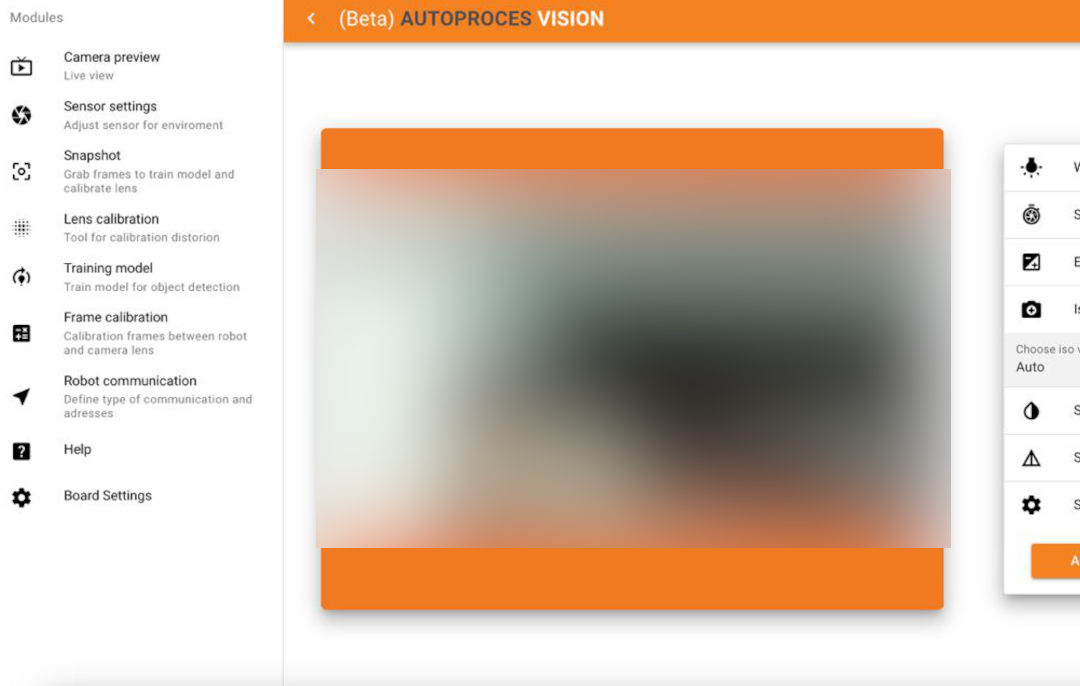 Modules
(Beta) AUTOPROCES VISION
Camera preview
Live view
Sensor settings
Adjust sensor for enviroment
Snapshot
Grab frames to train model and
calibrate lens
Lens calibration
Tool for calibration distorion
Training model
Train model for object detection
Frame calibration
Calibration frames between robot
and camera lens
Robot communication
Define type of communication and
adresses
Help
Board Settings
Choose iso
Auto